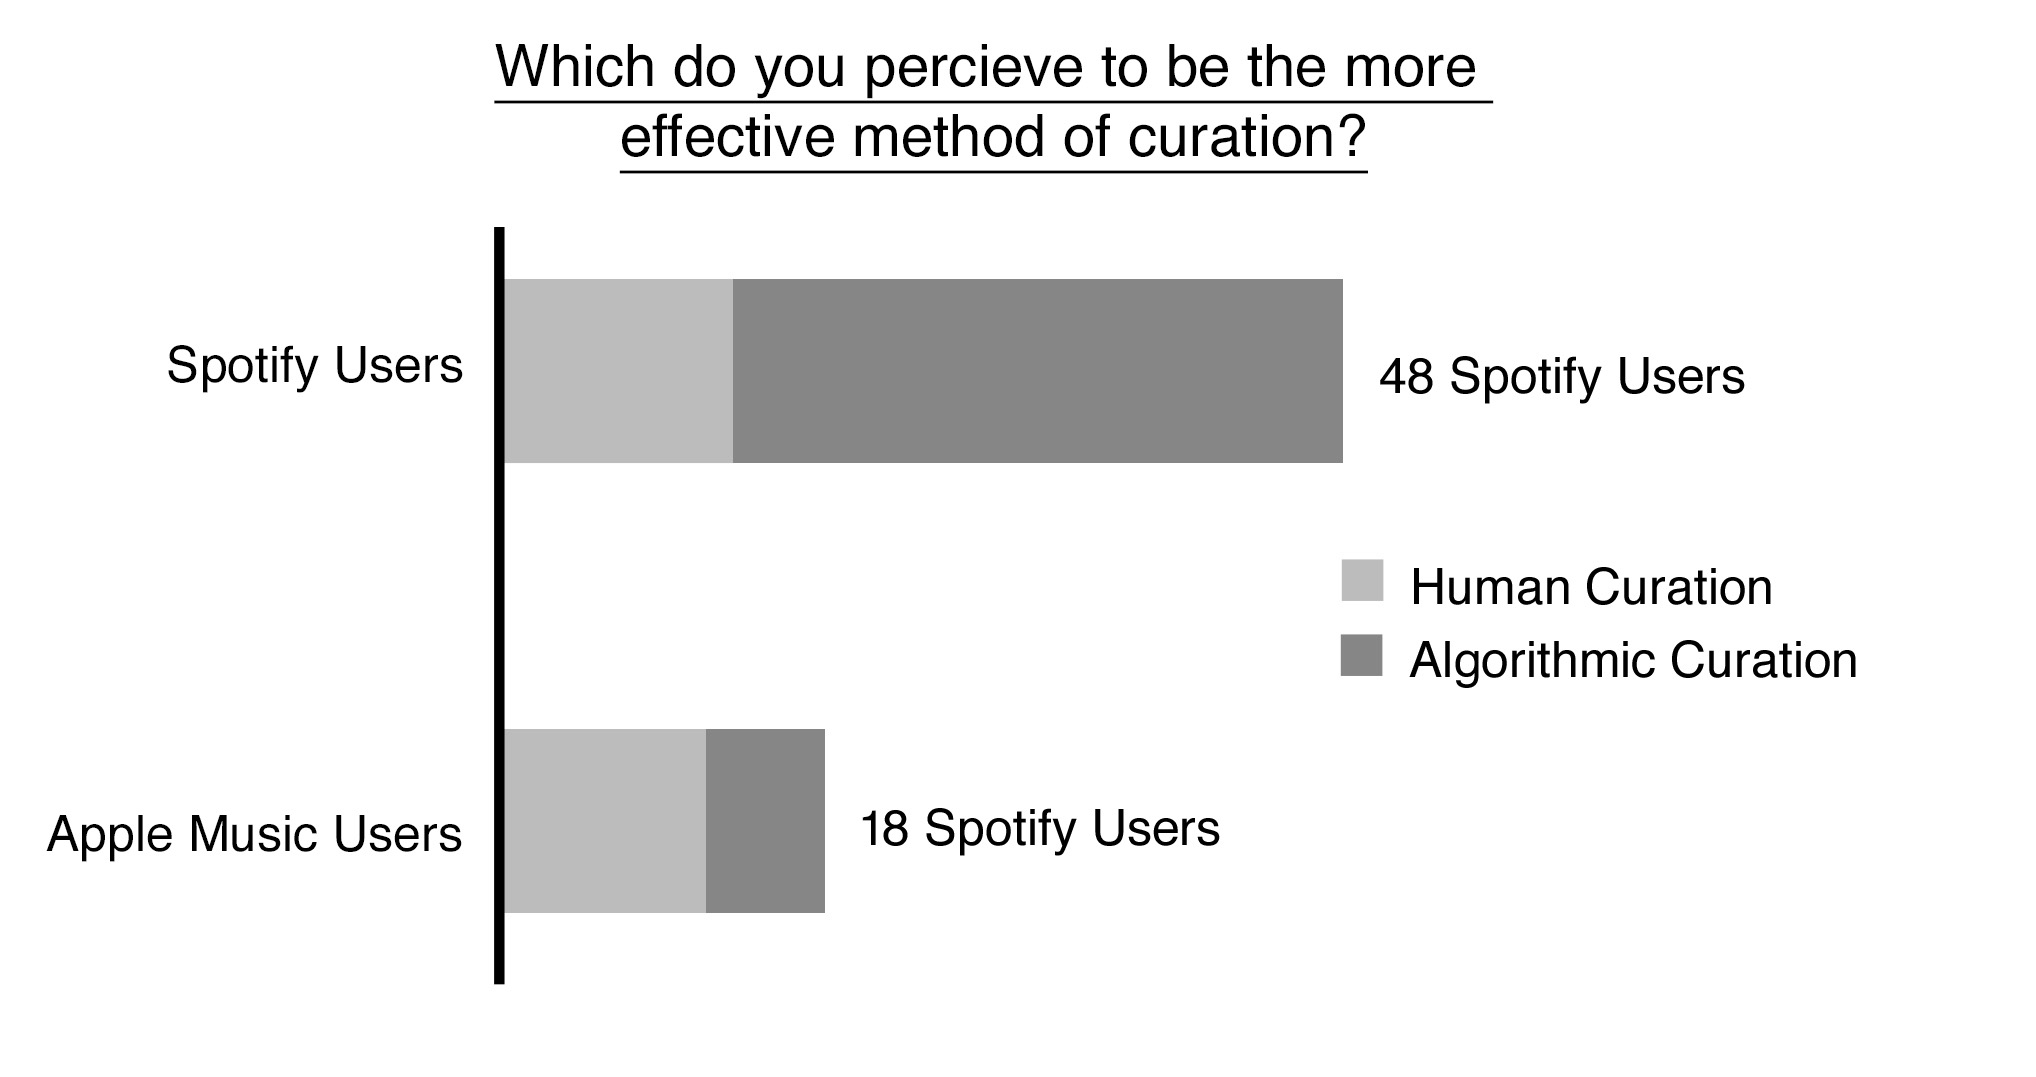 Which do you percieve to be the more
effective method of curation?
Spotify Users
48 Spotify Users
Human Curation
Algorithmic Curation
Apple Music Users
18 Spotify Users